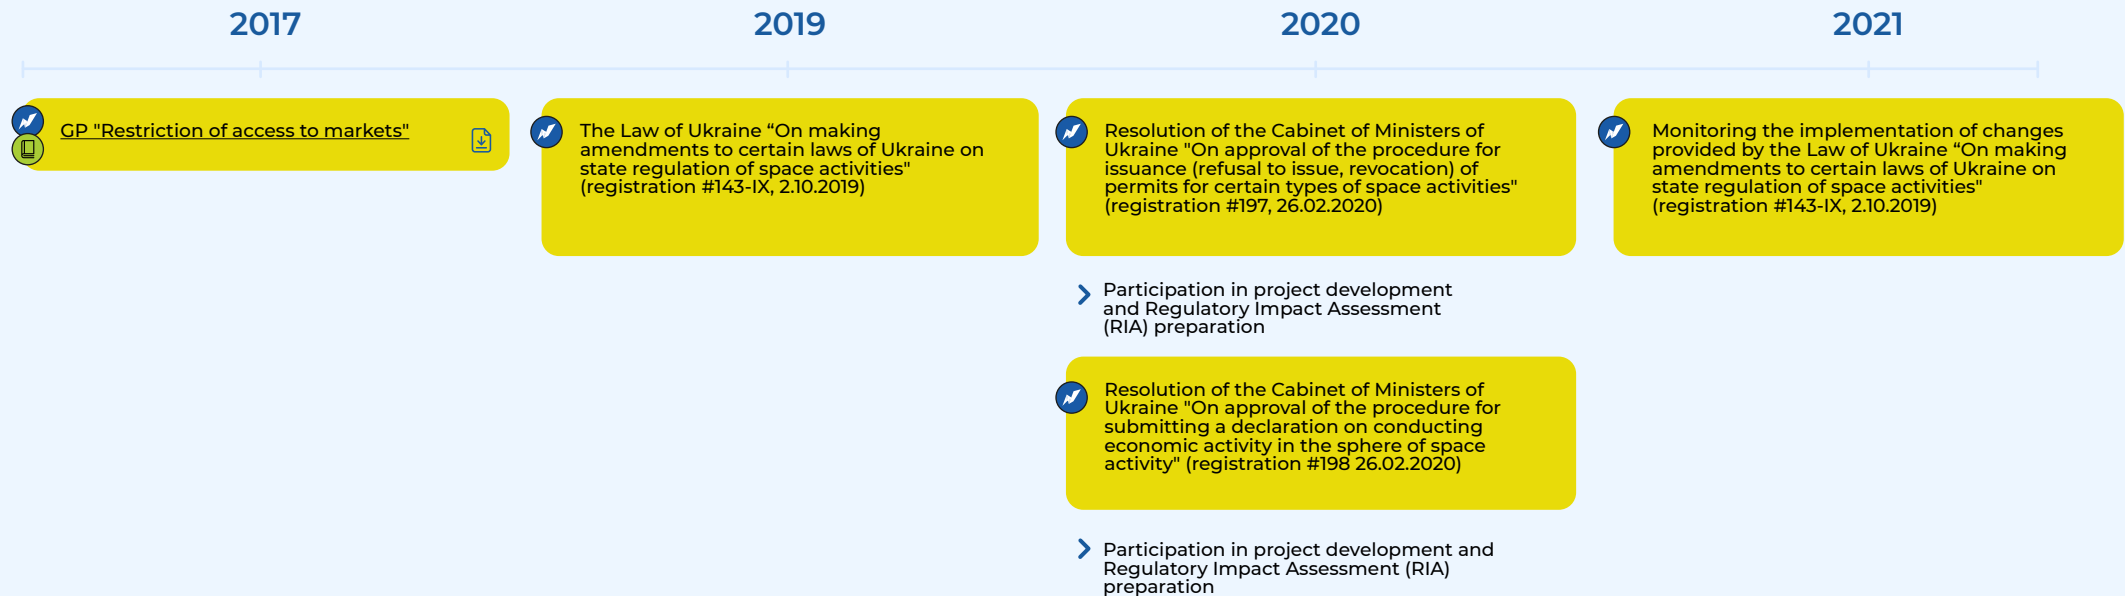 2017
2019
2020
2021
GP "Restriction of access to markets"
The Law of Ukraine “On making
amendments to certain laws of Ukraine on
state regulation of space activities"
(registration #143-IX, 2.10.2019)
Resolution of the Cabinet of Ministers of
Ukraine "On approval of the procedure for
issuance (refusal to issue, revocation) of
permits for certain types of space activities"
(registration #197, 26.02.2020)
Participation in project development
and Regulatory Impact Assessment
(RIA) preparation
Resolution of the Cabinet of Ministers of
Ukraine "On approval of the procedure for
submitting a declaration on conducting
economic activity in the sphere of space
activity" (registration #198 26.02.2020)
Participation in project development and
Regulatory Impact Assessment (RIA)
preparation
Monitoring the implementation of changes
provided by the Law of Ukraine “On making
amendments to certain laws of Ukraine on
state regulation of space activities"
(registration #143-IX, 2.10.2019)